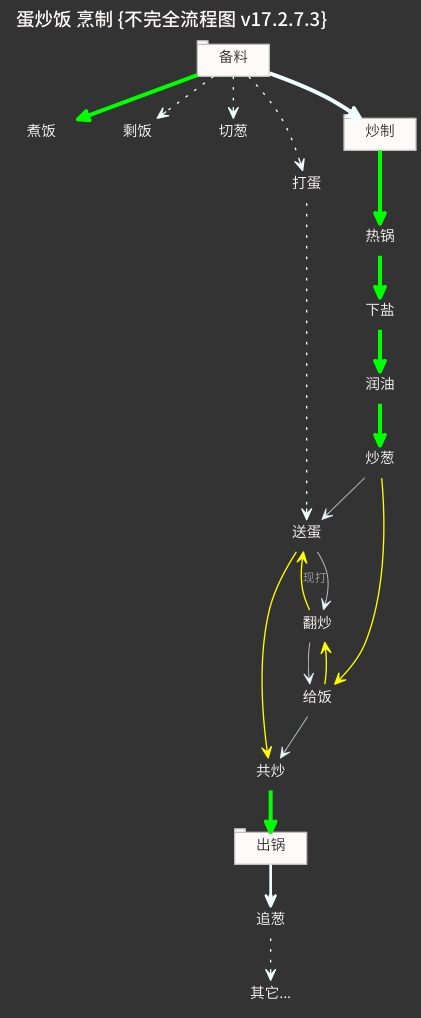 蛋炒饭 烹制 {不完全流程图 v17.2.7.3}
备料
煮饭
剩饭
切葱
炒制
打蛋
热锅
下盐
润油
炒葱
送蛋
现打
翻炒
给饭
共炒
出锅
追葱
其它...